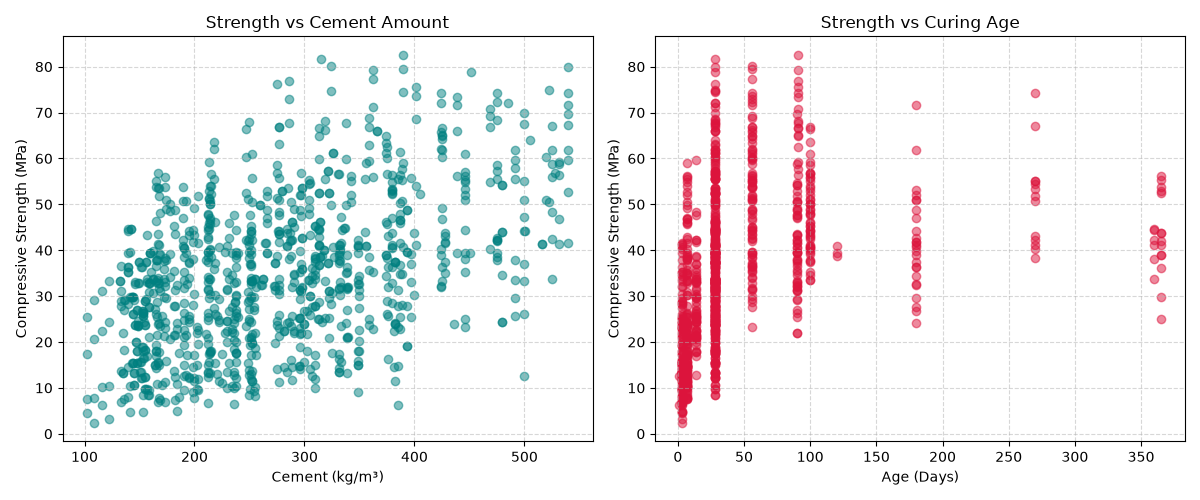 Strength vs Cement Amount
Compressive Strength (MPa)
80
70
60
50
40
30
20
10
0
100 200 300 400 500
Cement (kg/m³)
Strength vs Curing Age
Compressive Strength (MPa)
80
70
60
50
40
30
20
10
0
0 50 100 150 200 250 300 350
Age (Days)